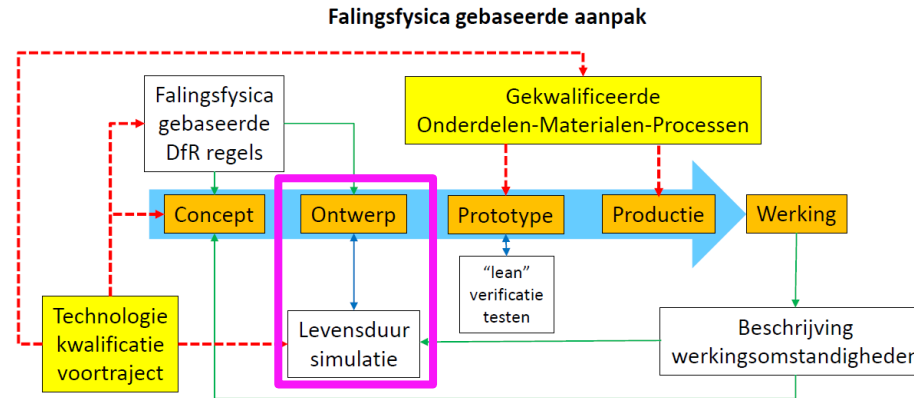 Falingsfysica gebaseerde aanpak
Falingsfysica
gebaseerde
DfR regels
Gekwalificeerde
Onderdelen-Materialen-Processen
Concept
Ontwerp
Prototype
Productie
Werking
"lean"
verificatie
testen
Technologie
kwalificatie
voortraject
Levensduur
simulatie
Beschrijving
werkingsomstandigheden